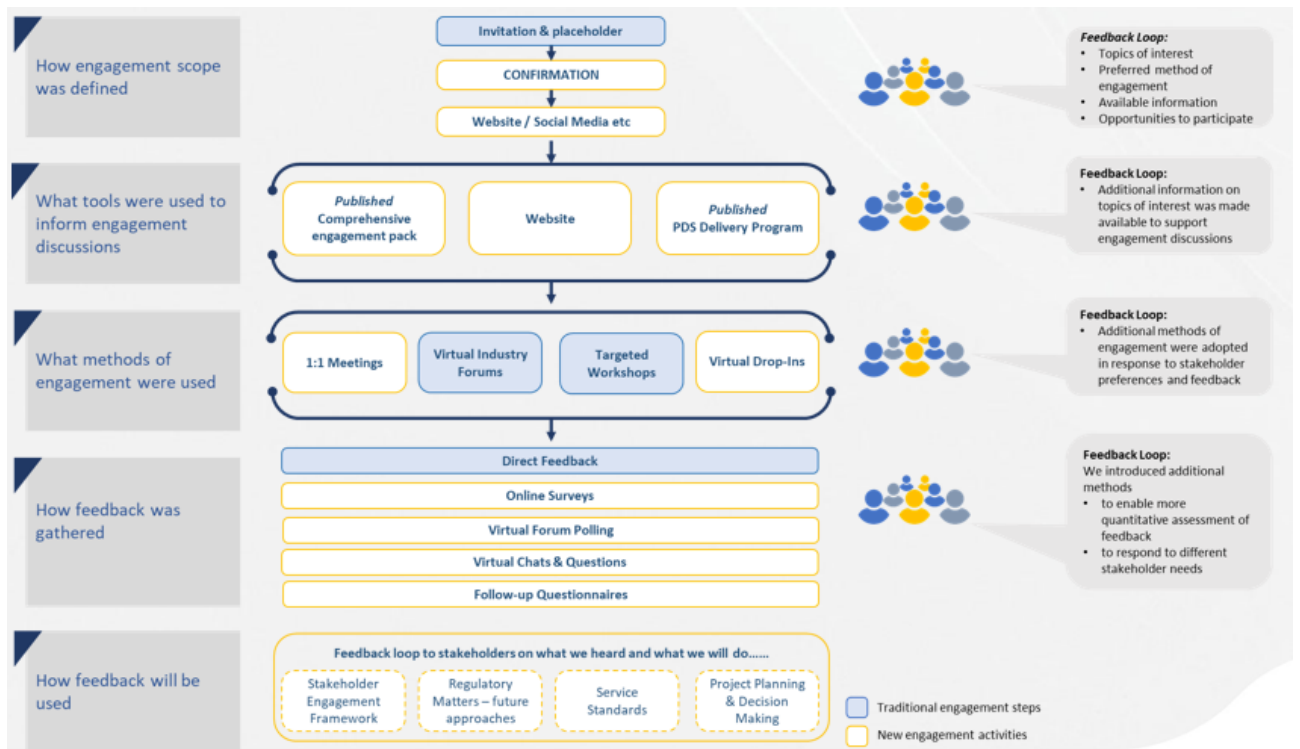 How engagement scope
was defined
Invitation & placeholder
CONFIRMATION
Website / Social Media etc
Feedback Loop:
• Topics of interest
• Preferred method of
engagement
• Available information
• Opportunities to participate
What tools were used to
inform engagement
discussions
Published
Comprehensive
engagement pack
Website
Published
PDS Delivery Program
Feedback Loop:
• Additional information on
topics of interest was made
available to support
engagement discussions
What methods of
engagement were used
1:1 Meetings
Virtual Industry
Forums
Targeted
Workshops
Virtual Drop-Ins
Feedback Loop:
• Additional methods of
engagement were adopted
in response to stakeholder
preferences and feedback
How feedback was
gathered
Direct Feedback
Online Surveys
Virtual Forum Polling
Virtual Chats & Questions
Follow-up Questionnaires
Feedback Loop:
We introduced additional
methods
• to enable more
quantitative assessment of
feedback
• to respond to different
stakeholder needs
How feedback will be
used
Feedback loop to stakeholders on what we heard and what we will do......
Stakeholder
Engagement
Framework
Regulatory
Matters – future
approaches
Service
Standards
Project Planning
& Decision
Making
Traditional engagement steps
New engagement activities